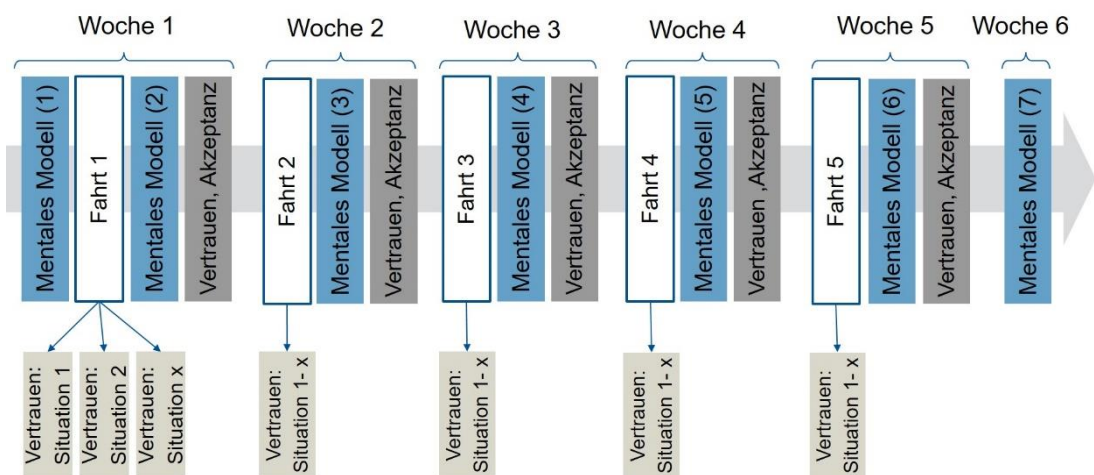 Woche 1
Woche 2
Woche 3
Woche 4
Woche 5
Woche 6
Mentales Modell (1)
Fahrt 1
Mentales Modell (2)
Vertrauen, Akzeptanz
Fahrt 2
Mentales Modell (3)
Vertrauen, Akzeptanz
Fahrt 3
Mentales Modell (4)
Vertrauen, Akzeptanz
Fahrt 4
Mentales Modell (5)
Vertrauen ,Akzeptanz
Fahrt 5
Mentales Modell (6)
Vertrauen, Akzeptanz
Mentales Modell (7)
Vertrauen:
Situation 1
Vertrauen:
Situation 2
Vertrauen:
Situation x
Vertrauen:
Situation 1- x
Vertrauen:
Situation 1- x
Vertrauen:
Situation 1- x
Vertrauen:
Situation 1- x